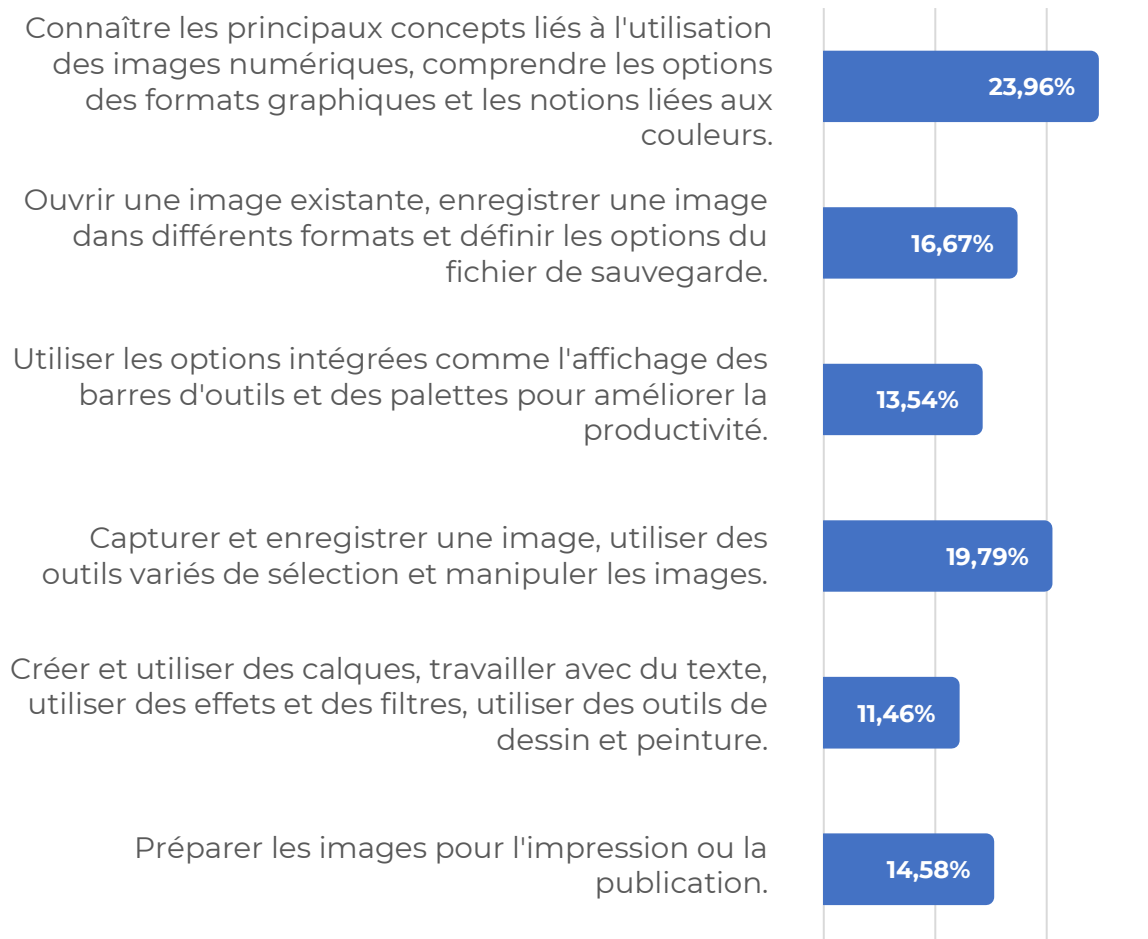 Connaître les principaux concepts liés à l'utilisation
des images numériques, comprendre les options
des formats graphiques et les notions liées aux
couleurs.
23,96%
Ouvrir une image existante, enregistrer une image
dans différents formats et définir les options du
fichier de sauvegarde.
16,67%
Utiliser les options intégrées comme l'affichage des
barres d'outils et des palettes pour améliorer la
productivité.
13,54%
Capturer et enregistrer une image, utiliser des
outils variés de sélection et manipuler les images.
19,79%
Créer et utiliser des calques, travailler avec du texte,
utiliser des effets et des filtres, utiliser des outils de
dessin et peinture.
11,46%
Préparer les images pour l'impression ou la
publication.
14,58%